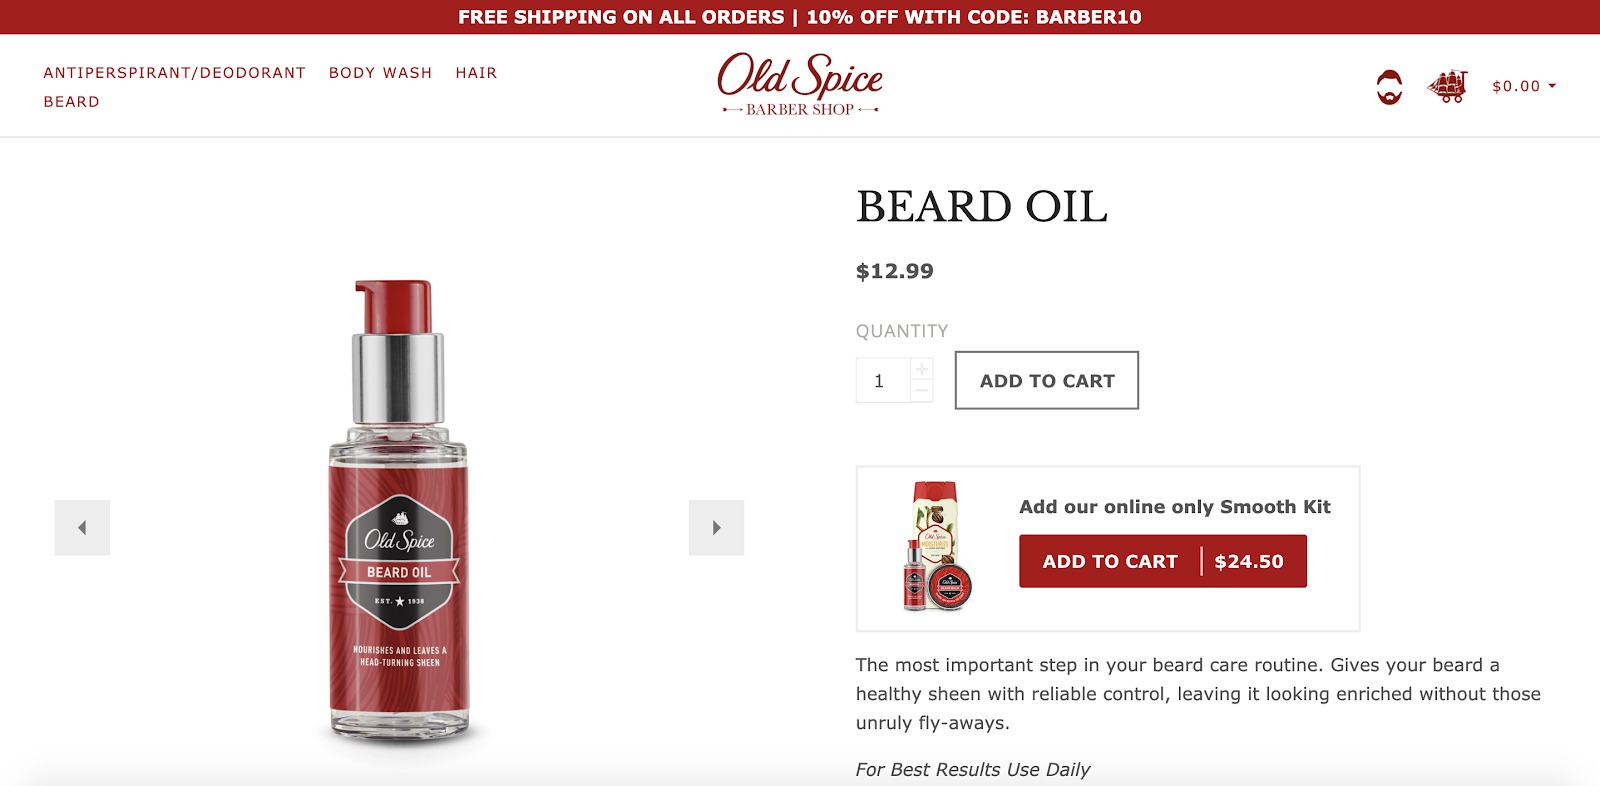 FREE SHIPPING ON ALL ORDERS | 10% OFF WITH CODE: BARBER10
ANTIPERSPIRANT/DEODORANT BODY WASH HAIR
BEARD
Old Spice
BARBER SHOP
$0.00
BEARD OIL
$12.99
QUANTITY
1
ADD TO CART
Add our online only Smooth Kit
ADD TO CART | $24.50
The most important step in your beard care routine. Gives your beard a
healthy sheen with reliable control, leaving it looking enriched without those
unruly fly-aways.
For Best Results Use Daily
Old Spice
BEARD OIL
EST. ★ 1938
NOURISHES AND LEAVES A
HEAD-TURNING SHEEN
Old Spice
MOISTURIZE